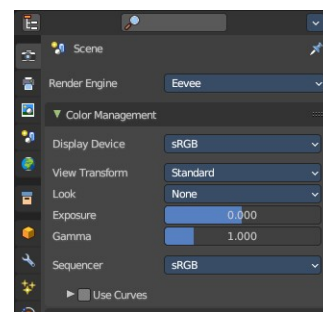 Scene
Render Engine Eevee
Color Management
Display Device sRGB
View Transform Standard
Look None
Exposure 0.000
Gamma 1.000
Sequencer sRGB
Use Curves